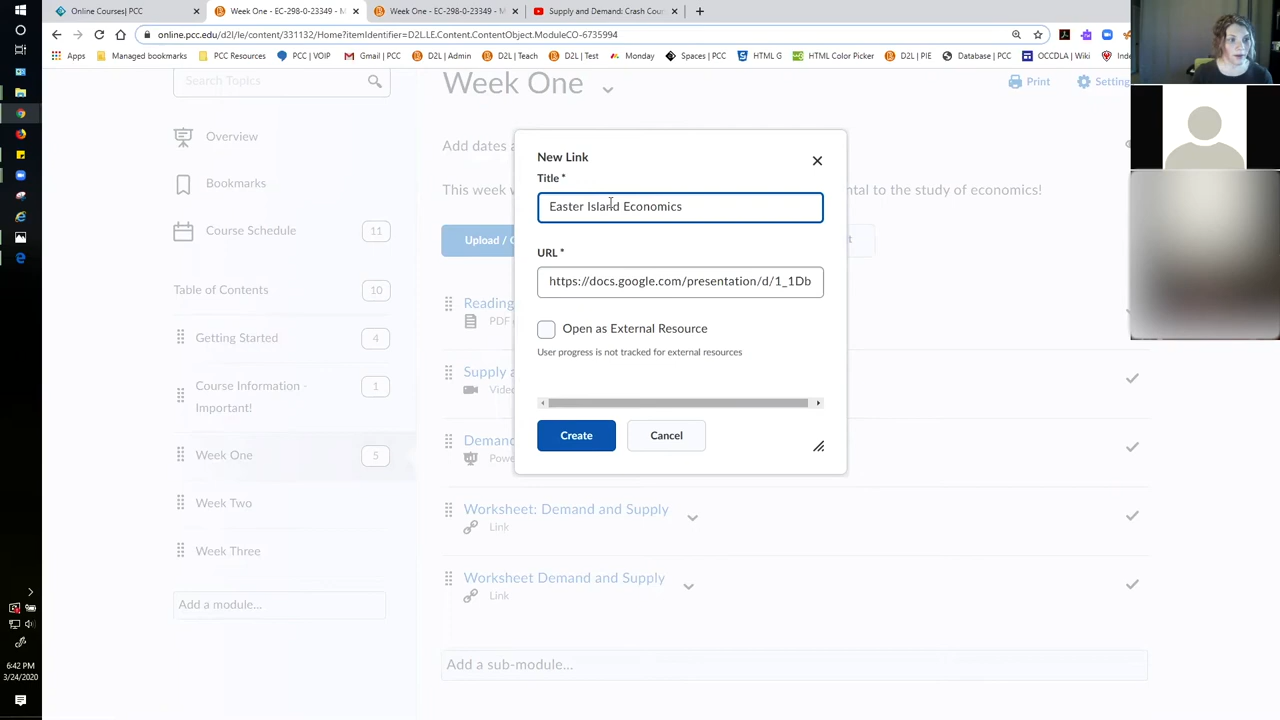 Online Courses| PCC
Week One - EC-298-0-23349 - M
Week One - EC-298-0-23349 - M
Supply and Demand: Crash Cour
online.pcc.edu/d2l/le/content/331132/Home?itemIdentifier=D2L.LE.Content.ContentObject.ModuleCO-6735994
Apps
Managed bookmarks
PCC Resources
PCC | VOIC
Gmail | PCC
D2L | Admin
D2L | Teach
D2L | Test
Monday
Spaces | PCC
HTML G
HTML Color Picker
D2L | PIE
Database | PCC
OCCDLA | Wiki
Search Topics
Week One
Print
Overview
Bookmarks
Course Schedule
11
Table of Contents
10
Getting Started
4
Course Information -
Important!
1
Week One
5
Week Two
Week Three
Add a module...
Add dates a
This week w
mental to the study of economics!
New Link
Title *
Easter Island Economics
URL *
https://docs.google.com/presentation/d/1_1Db
Open as External Resource
User progress is not tracked for external resources
Create
Cancel
Reading
PDF
Supply a
Video
Demand
Powe
Worksheet: Demand and Supply
Link
Worksheet Demand and Supply
Link
Add a sub-module...
6:42 PM
3/24/2020